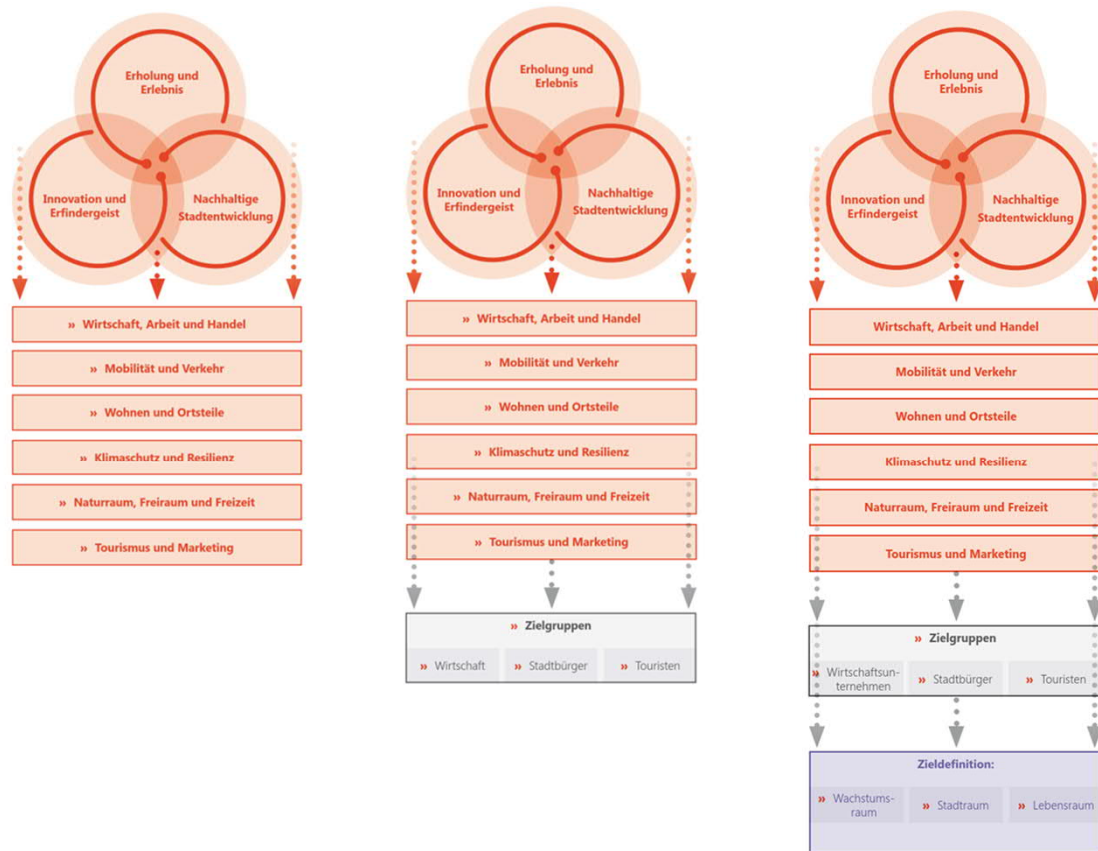 Erholung und
Erlebnis
Innovation und
Erfindergeist
Nachhaltige
Stadtentwicklung
» Wirtschaft, Arbeit und Handel
» Mobilität und Verkehr
» Wohnen und Ortsteile
» Klimaschutz und Resilienz
» Naturraum, Freiraum und Freizeit
» Tourismus und Marketing
Erholung und
Erlebnis
Innovation und
Erfindergeist
Nachhaltige
Stadtentwicklung
» Wirtschaft, Arbeit und Handel
» Mobilität und Verkehr
» Wohnen und Ortsteile
» Klimaschutz und Resilienz
» Naturraum, Freiraum und Freizeit
» Tourismus und Marketing
» Zielgruppen
» Wirtschaft
» Stadtbürger
» Touristen
Erholung und
Erlebnis
Innovation und
Erfindergeist
Nachhaltige
Stadtentwicklung
Wirtschaft, Arbeit und Handel
Mobilität und Verkehr
Wohnen und Ortsteile
Klimaschutz und Resilienz
Naturraum, Freiraum und Freizeit
Tourismus und Marketing
» Zielgruppen
» Wirtschaftsun-
ternehmen
» Stadtbürger
» Touristen
Zieldefinition:
» Wachstums-
raum
» Stadtraum
» Lebensraum